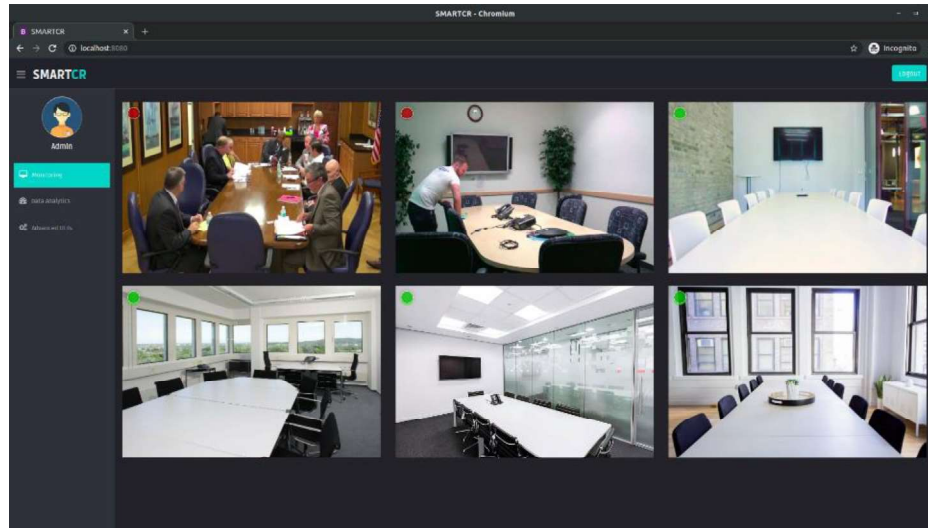 SMARTCR - Chromium
SMARTCR
localhost:8080
Incognito
SMARTCR
Logout
Admin
Monitoring
Data Analytics